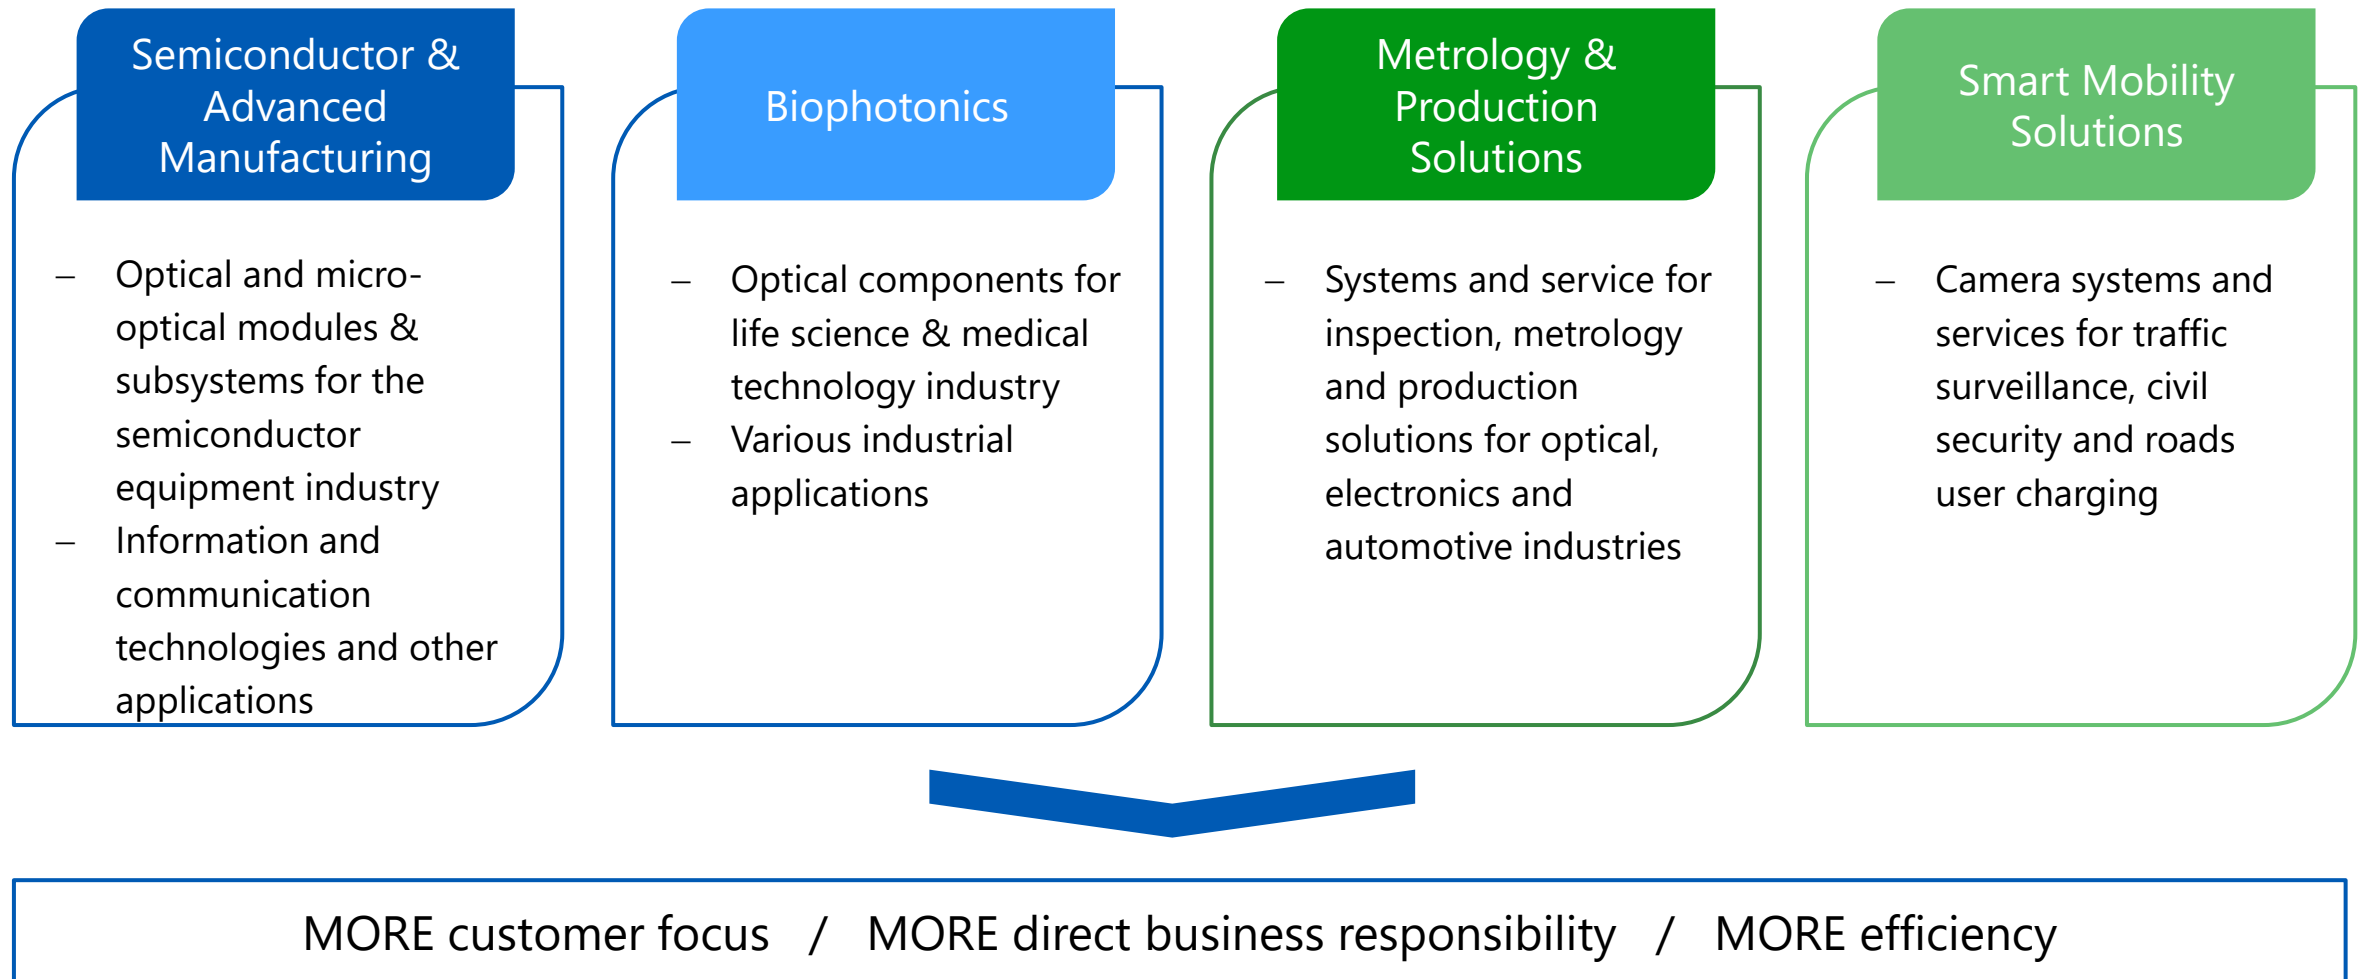 Semiconductor &
Advanced
Manufacturing
– Optical and micro-
optical modules &
subsystems for the
semiconductor
equipment industry
– Information and
communication
technologies and other
applications
Biophotonics
– Optical components for
life science & medical
technology industry
– Various industrial
applications
Metrology &
Production
Solutions
– Systems and service for
inspection, metrology
and production
solutions for optical,
electronics and
automotive industries
Smart Mobility
Solutions
– Camera systems and
services for traffic
surveillance, civil
security and roads
user charging
MORE customer focus / MORE direct business responsibility / MORE efficiency